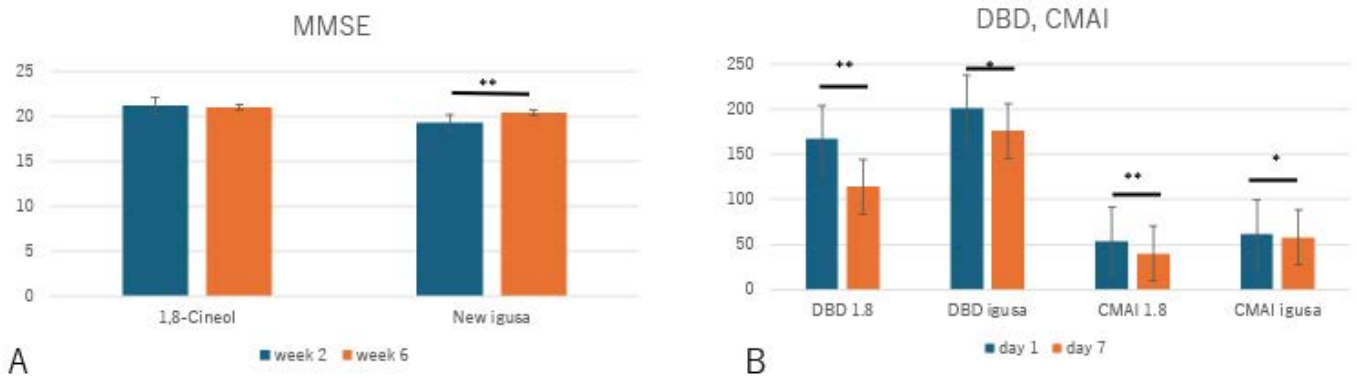 MMSE
25
20
15
10
5
0
**
1,8-Cineol
New igusa
week 2
week 6
A
DBD, CMAI
250
200
150
100
50
0
**
*
**
*
DBD 1.8
DBD igusa
CMAI 1.8
CMAI igusa
day 1
day 7
B